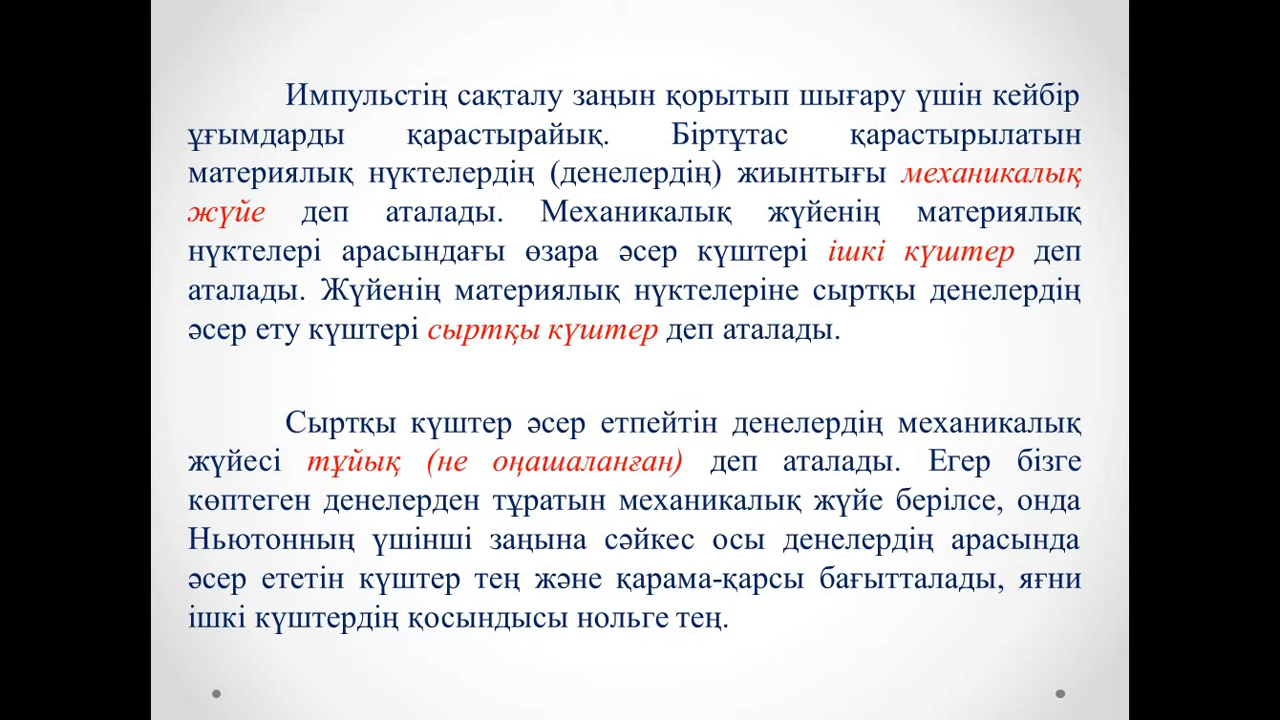 Импульстің сақталу заңын қорытып шығару үшін кейбір
ұғымдарды қарастырайық. Біртұтас қарастырылатын
материялық нүктелердің (денелердің) жиынтығы механикалық
жүйе деп аталады. Механикалық жүйенің материялық
нүктелері арасындағы өзара әсер күштері ішкі күштер деп
аталады. Жүйенің материялық нүктелеріне сыртқы денелердің
әсер ету күштері сыртқы күштер деп аталады.
Сыртқы күштер әсер етпейтін денелердің механикалық
жүйесі тұйық (не оңашаланған) деп аталады. Егер бізге
көптеген денелерден тұратын механикалық жүйе берілсе, онда
Ньютонның үшінші заңына сәйкес осы денелердің арасында
әсер ететін күштер тең және қарама-қарсы бағытталады, яғни
ішкі күштердің қосындысы нольге тең.